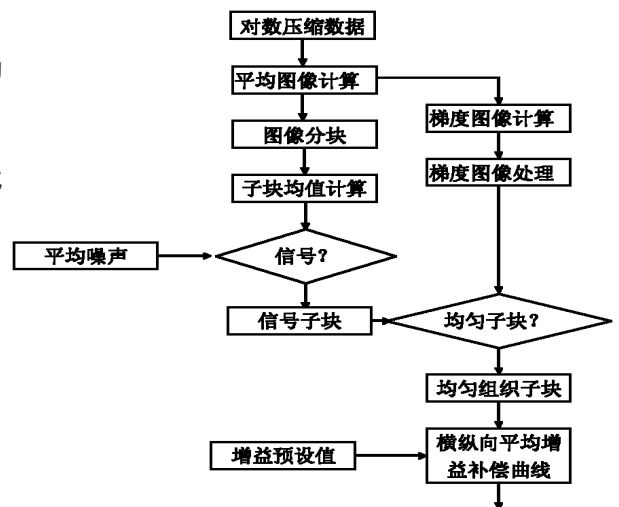 对数压缩数据
平均图像计算
梯度图像计算
图像分块
梯度图像处理
子块均值计算
平均噪声
信号？
信号子块
均匀子块？
均匀组织子块
增益预设值
横纵向平均增
益补偿曲线